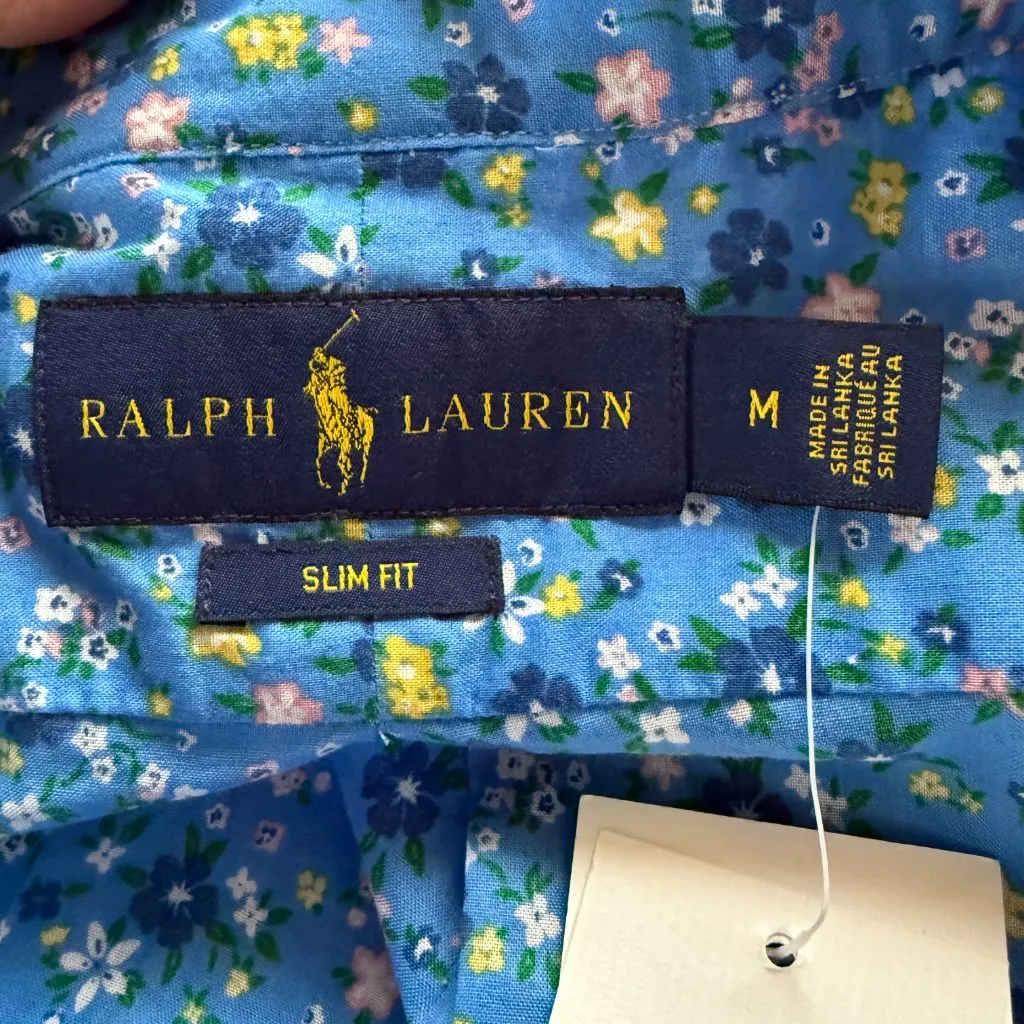 RALPH LAUREN
M
MADE IN
SRI LANKA
FABRIQUÉ AU
SRI LANKA
SLIM FIT